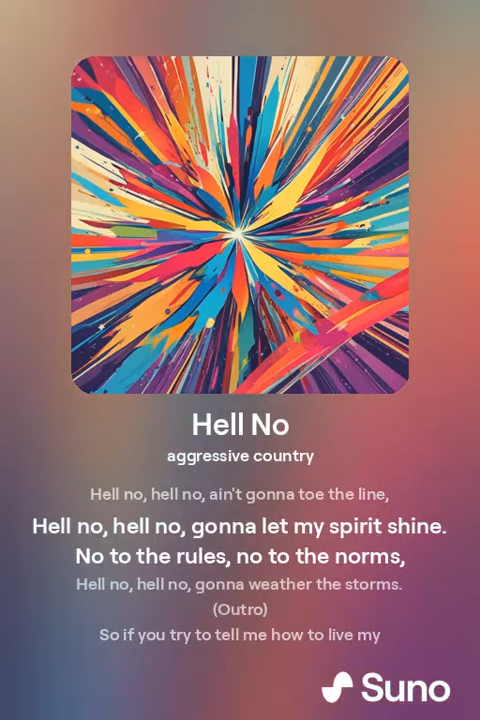 Hell No
aggressive country
Hell no, hell no, ain't gonna toe the line,
Hell no, hell no, gonna let my spirit shine.
No to the rules, no to the norms,
Hell no, hell no, gonna weather the storms.
(Outro)
So if you try to tell me how to live my
Suno